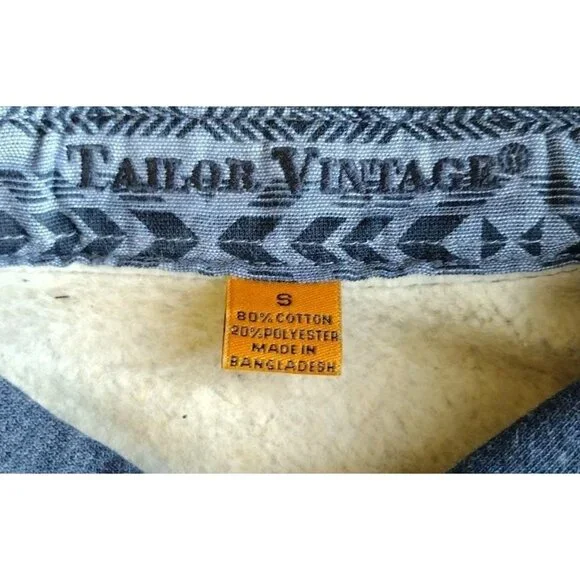 TAILOR VINTAGE®
S
80% COTTON
20% POLYESTER
MADE IN
BANGLADESH